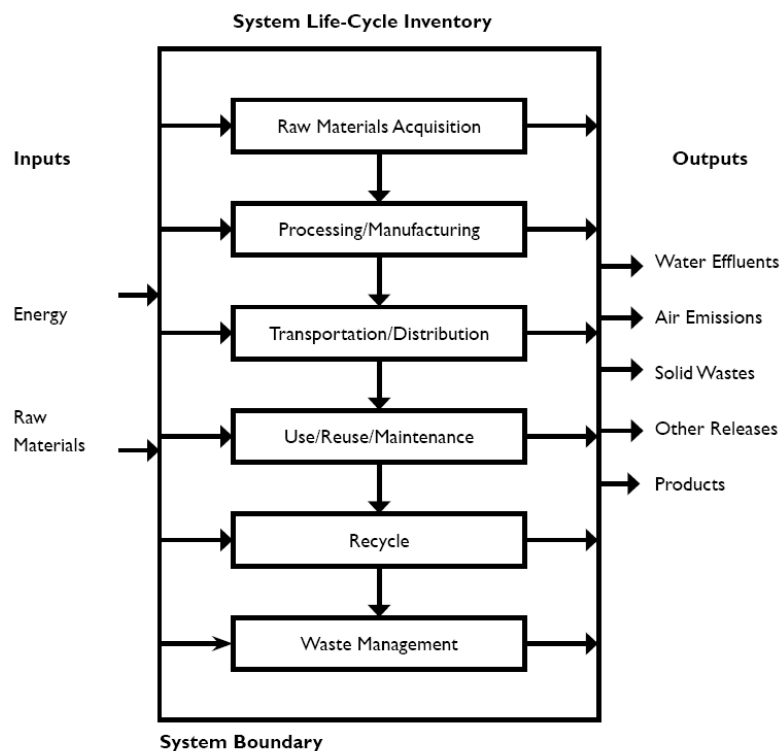 System Life-Cycle Inventory
Inputs
Energy
Raw
Materials
Raw Materials Acquisition
Processing/Manufacturing
Transportation/Distribution
Use/Reuse/Maintenance
Recycle
Waste Management
Outputs
Water Effluents
Air Emissions
Solid Wastes
Other Releases
Products
System Boundary